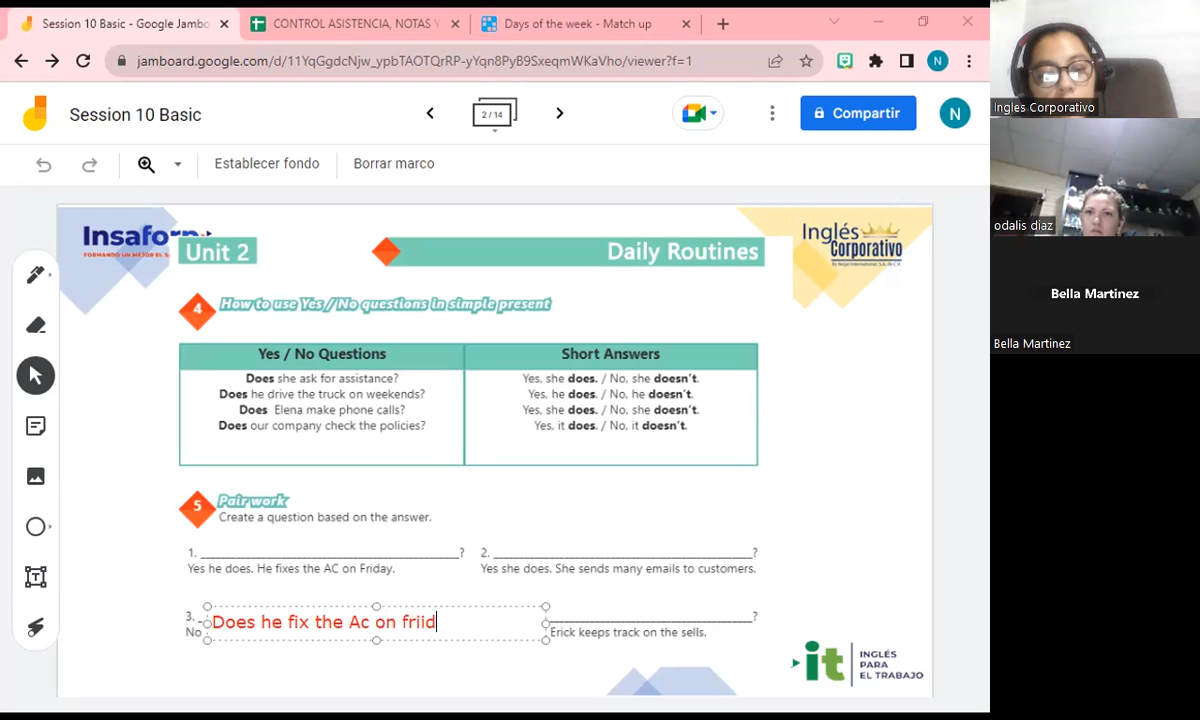 Session 10 Basic - Google Jambo
CONTROL ASISTENCIA, NOTAS Y
Days of the week - Match up
jamboard.google.com/d/11YqGgdcNjw_ypbTAOTQrRP-yYqn8PyB9SxeqmWKaVho/viewer?f=1
N
Session 10 Basic
2 / 14
Compartir
N
Establecer fondo
Borrar marco
Insaforp
FORMANDO UN MEJOR EL S
Unit 2
Daily Routines
Inglés
Corporativo
4
How to use Yes / No questions in simple present
Yes / No Questions
Short Answers
Does she ask for assistance?
Yes, she does. / No, she doesn't.
Does he drive the truck on weekends?
Yes, he does. / No, he doesn't.
Does Elena make phone calls?
Yes, she does. / No, she doesn't.
Does our company check the policies?
Yes, it does. / No, it doesn't.
5
Pair work
Create a question based on the answer.
1. ______________________________?
2. ______________________________?
Yes he does. He fixes the AC on Friday.
Yes she does. She sends many emails to customers.
3.
Does he fix the Ac on friid
______________________________?
No
Erick keeps track on the sells.
it
INGLÉS
PARA
EL TRABAJO
Ingles Corporativo
odalis diaz
Bella Martinez
Bella Martinez